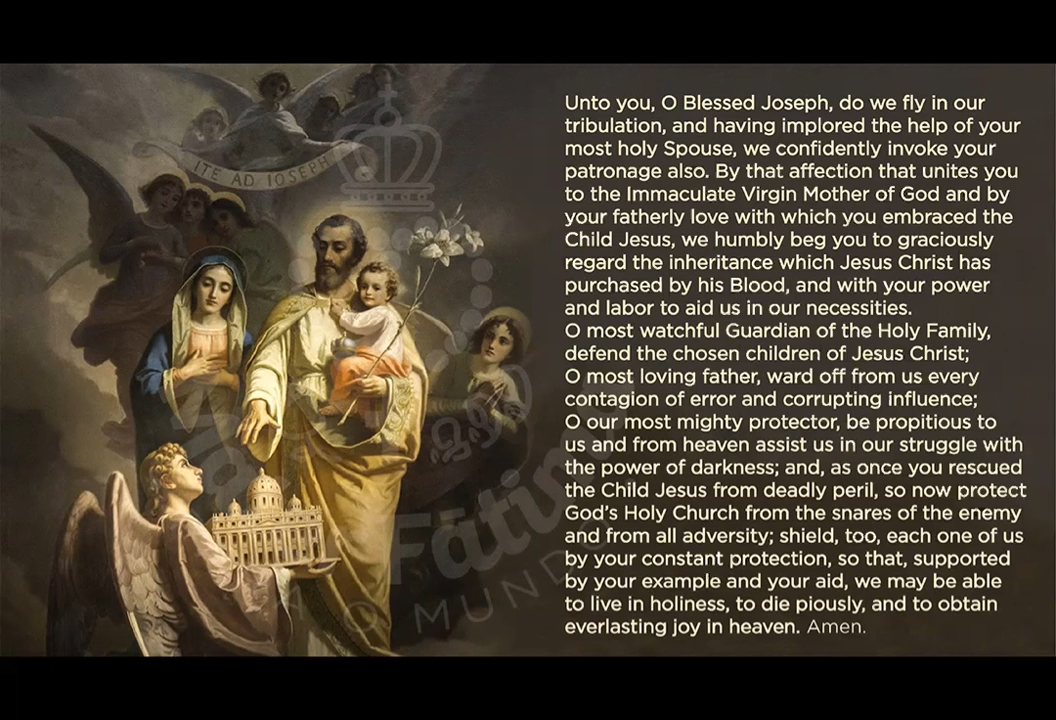 ITE AD IOSEPH
Unto you, O Blessed Joseph, do we fly in our
tribulation, and having implored the help of your
most holy Spouse, we confidently invoke your
patronage also. By that affection that unites you
to the Immaculate Virgin Mother of God and by
your fatherly love with which you embraced the
Child Jesus, we humbly beg you to graciously
regard the inheritance which Jesus Christ has
purchased by his Blood, and with your power
and labor to aid us in our necessities.
O most watchful Guardian of the Holy Family,
defend the chosen children of Jesus Christ;
O most loving father, ward off from us every
contagion of error and corrupting influence;
O our most mighty protector, be propitious to
us and from heaven assist us in our struggle with
the power of darkness; and, as once you rescued
the Child Jesus from deadly peril, so now protect
God's Holy Church from the snares of the enemy
and from all adversity; shield, too, each one of us
by your constant protection, so that, supported
by your example and your aid, we may be able
to live in holiness, to die piously, and to obtain
everlasting joy in heaven. Amen.
Fátima
O MUNDO